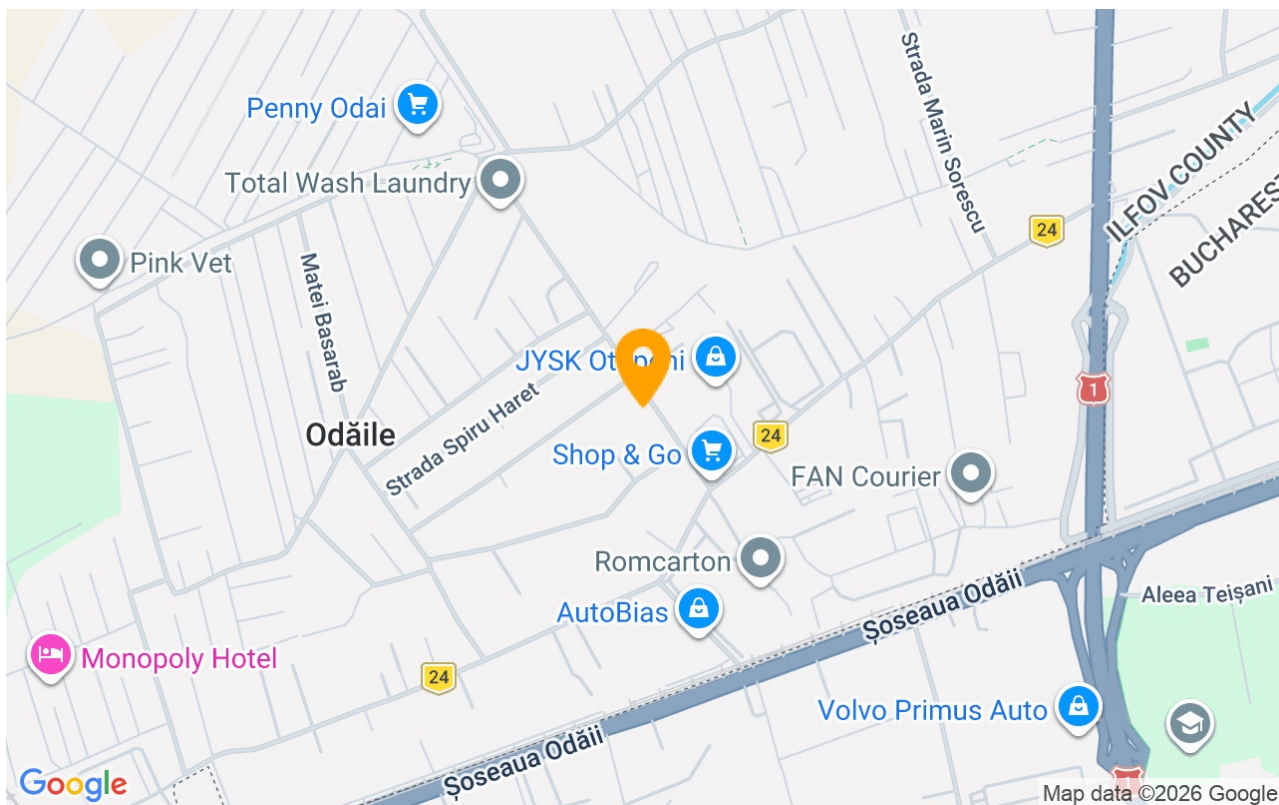 Strada Marin Sorescu
Penny Odai
ILFOV COUNTY
Total Wash Laundry
BUCHAREST
24
Pink Vet
Matei Basarab
JYSK
1
Strada Spiru Haret
Odăile
24
Shop & Go
FAN Courier
Romcarton
Șoseaua Odăii
AutoBias
Aleea Teișani
Monopoly Hotel
24
Volvo Primus Auto
Șoseaua Odăii
1
Google
Map data ©2026 Google